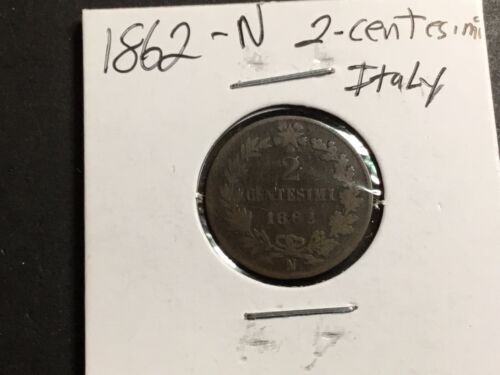 1862-N 2-centesimi
Italy
2
CENTESIMI
N